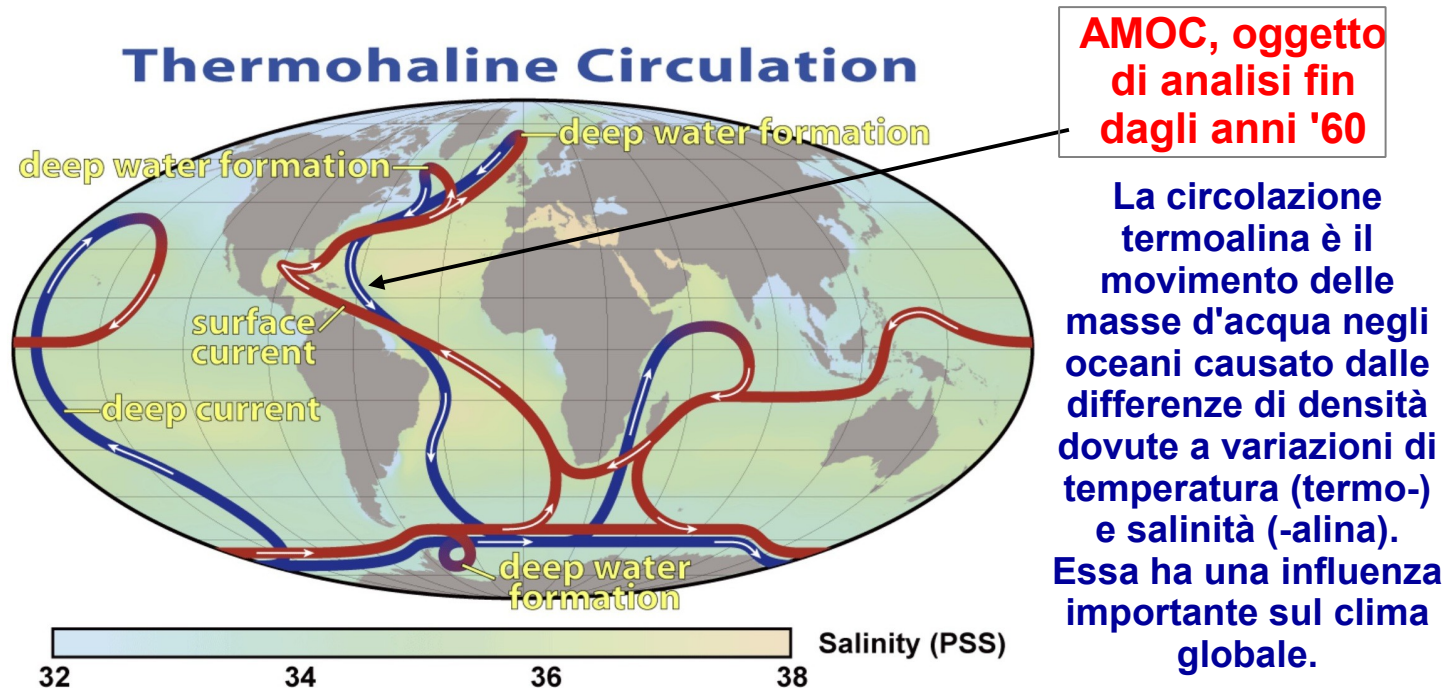 Thermohaline Circulation
deep water formation
deep water formation
surface
current
deep current
deep water
formation
Salinity (PSS)
32 34 36 38
AMOC, oggetto
di analisi fin
dagli anni '60
La circolazione
termoalina è il
movimento delle
masse d'acqua negli
oceani causato dalle
differenze di densità
dovute a variazioni di
temperatura (termo-)
e salinità (-alina).
Essa ha una influenza
importante sul clima
globale.